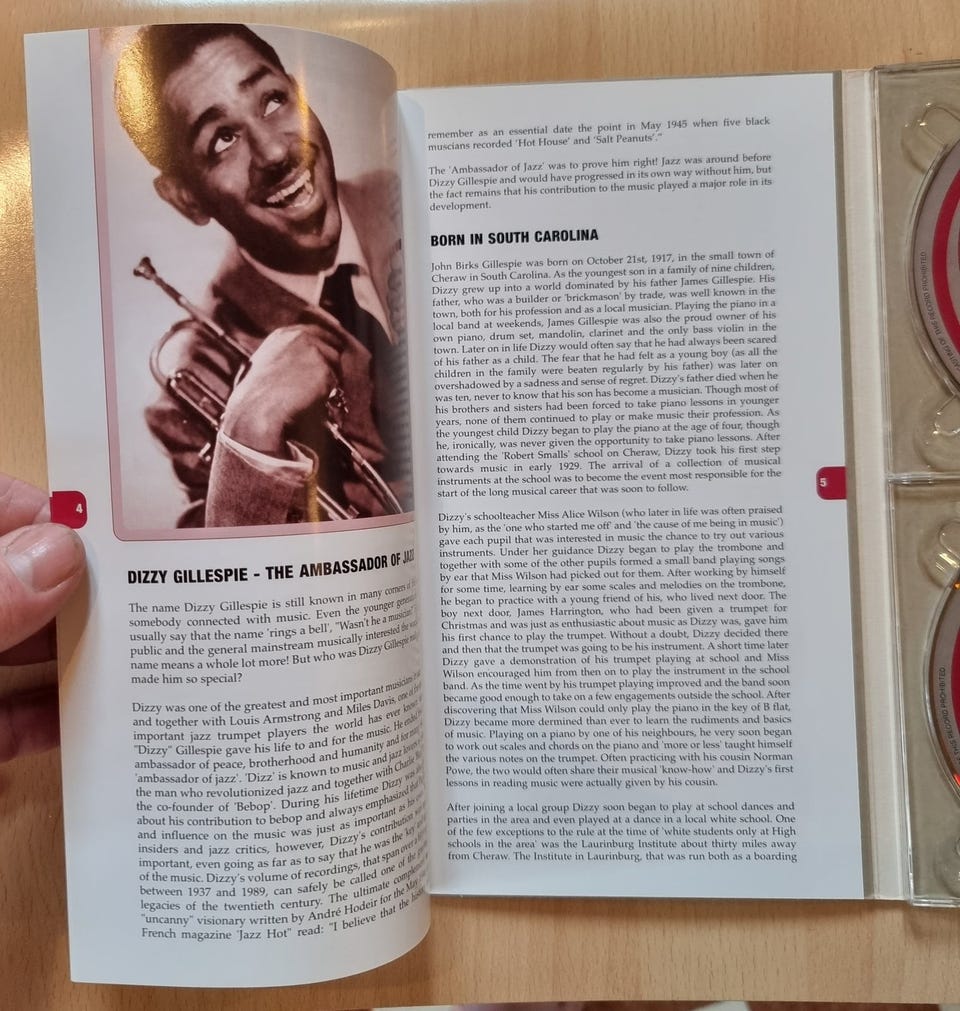 4
DIZZY GILLESPIE - THE AMBASSADOR OF JAZZ
The name Dizzy Gillespie is still known in many corners of
somebody connected with music. Even the younger
usually say that the name 'rings a bell', "Wasn't he a musician"
public and the general mainstream musically interested the
name means a whole lot more! But who was Dizzy Gillespie
made him so special?
Dizzy was one of the greatest and most important musicians
and together with Louis Armstrong and Miles Davis, one of
important jazz trumpet players the world has ever
"Dizzy" Gillespie gave his life to and for the music. He
ambassador of peace, brotherhood and humanity and for
'ambassador of jazz'. 'Dizz' is known to music and jazz lovers
the man who revolutionized jazz and together with Charlie
the co-founder of 'Bebop'. During his lifetime Dizzy was
about his contribution to bebop and always emphasized that
and influence on the music was just as important as his
insiders and jazz critics, however, Dizzy's contribution
important, even going as far as to say that he was the 'key'
of the music. Dizzy's volume of recordings, that span over
between 1937 and 1989, can safely be called one of the
legacies of the twentieth century. The ultimate
"uncanny" visionary written by André Hodeir for the May
French magazine 'Jazz Hot" read: "I believe that the
remember as an essential date the point in May 1945 when five black
muscians recorded 'Hot House' and 'Salt Peanuts'."
The 'Ambassador of Jazz' was to prove him right! Jazz was around before
Dizzy Gillespie and would have progressed in its own way without him, but
the fact remains that his contribution to the music played a major role in its
development.
BORN IN SOUTH CAROLINA
John Birks Gillespie was born on October 21st, 1917, in the small town of
Cheraw in South Carolina. As the youngest son in a family of nine children,
Dizzy grew up into a world dominated by his father James Gillespie. His
father, who was a builder or 'brickmason' by trade, was well known in the
town, both for his profession and as a local musician. Playing the piano in a
local band at weekends, James Gillespie was also the proud owner of his
own piano, drum set, mandolin, clarinet and the only bass violin in the
town. Later on in life Dizzy would often say that he had always been scared
of his father as a child. The fear that he had felt as a young boy (as all the
children in the family were beaten regularly by his father) was later on
overshadowed by a sadness and sense of regret. Dizzy's father died when he
was ten, never to know that his son has become a musician. Though most of
his brothers and sisters had been forced to take piano lessons in younger
years, none of them continued to play or make music their profession. As
the youngest child Dizzy began to play the piano at the age of four, though
he, ironically, was never given the opportunity to take piano lessons. After
attending the 'Robert Smalls' school on Cheraw, Dizzy took his first step
towards music in early 1929. The arrival of a collection of musical
instruments at the school was to become the event most responsible for the
start of the long musical career that was soon to follow.
5
Dizzy's schoolteacher Miss Alice Wilson (who later in life was often praised
by him, as the 'one who started me off' and 'the cause of me being in music')
gave each pupil that was interested in music the chance to try out various
instruments. Under her guidance Dizzy began to play the trombone and
together with some of the other pupils formed a small band playing songs
by ear that Miss Wilson had picked out for them. After working by himself
for some time, learning by ear some scales and melodies on the trombone,
he began to practice with a young friend of his, who lived next door. The
boy next door, James Harrington, who had been given a trumpet for
Christmas and was just as enthusiastic about music as Dizzy was, gave him
his first chance to play the trumpet. Without a doubt, Dizzy decided there
and then that the trumpet was going to be his instrument. A short time later
Dizzy gave a demonstration of his trumpet playing at school and Miss
Wilson encouraged him from then on to play the instrument in the school
band. As the time went by his trumpet playing improved and the band soon
became good enough to take on a few engagements outside the school. After
discovering that Miss Wilson could only play the piano in the key of B flat,
Dizzy became more dermined than ever to learn the rudiments and basics
of music. Playing on a piano by one of his neighbours, he very soon began
to work out scales and chords on the piano and 'more or less' taught himself
the various notes on the trumpet. Often practicing with his cousin Norman
Powe, the two would often share their musical 'know-how' and Dizzy's first
lessons in reading music were actually given by his cousin.
After joining a local group Dizzy soon began to play at school dances and
parties in the area and even played at a dance in a local white school. One
of the few exceptions to the rule at the time of 'white students only at High
schools in the area' was the Laurinburg Institute about thirty miles away
from Cheraw. The Institute in Laurinburg, that was run both as a boarding
OF THIS RECORD PROHIBITED
THIS RECORD PROHIBITED